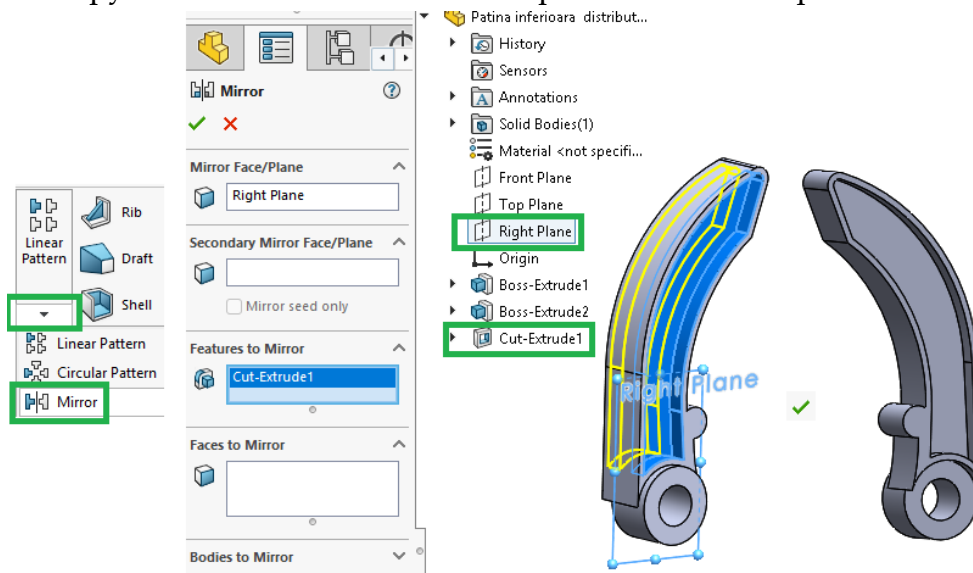 Linear
Pattern
Rib
Draft
Shell
Linear Pattern
Circular Pattern
Mirror
Mirror
Mirror Face/Plane
Right Plane
Secondary Mirror Face/Plane
Mirror seed only
Features to Mirror
Cut-Extrude1
Faces to Mirror
Bodies to Mirror
Patina inferioara distribut...
History
Sensors
Annotations
Solid Bodies(1)
Material <not specifi...
Front Plane
Top Plane
Right Plane
Origin
Boss-Extrude1
Boss-Extrude2
Cut-Extrude1
Right Plane